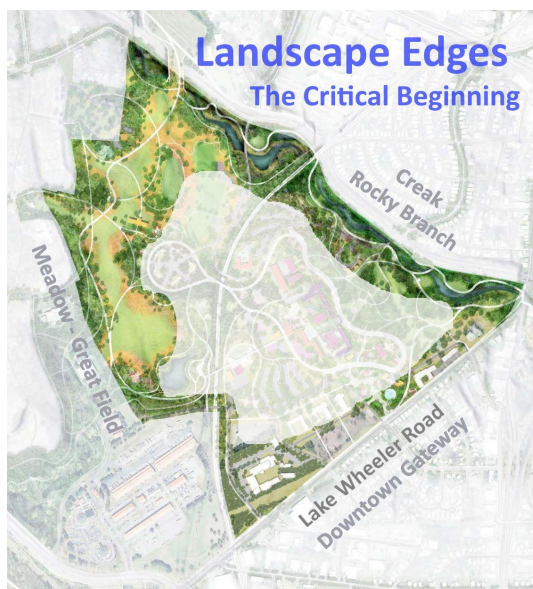 Landscape Edges
The Critical Beginning
Creak
Rocky Branch
Meadow - Great Field
Lake Wheeler Road
Downtown Gateway